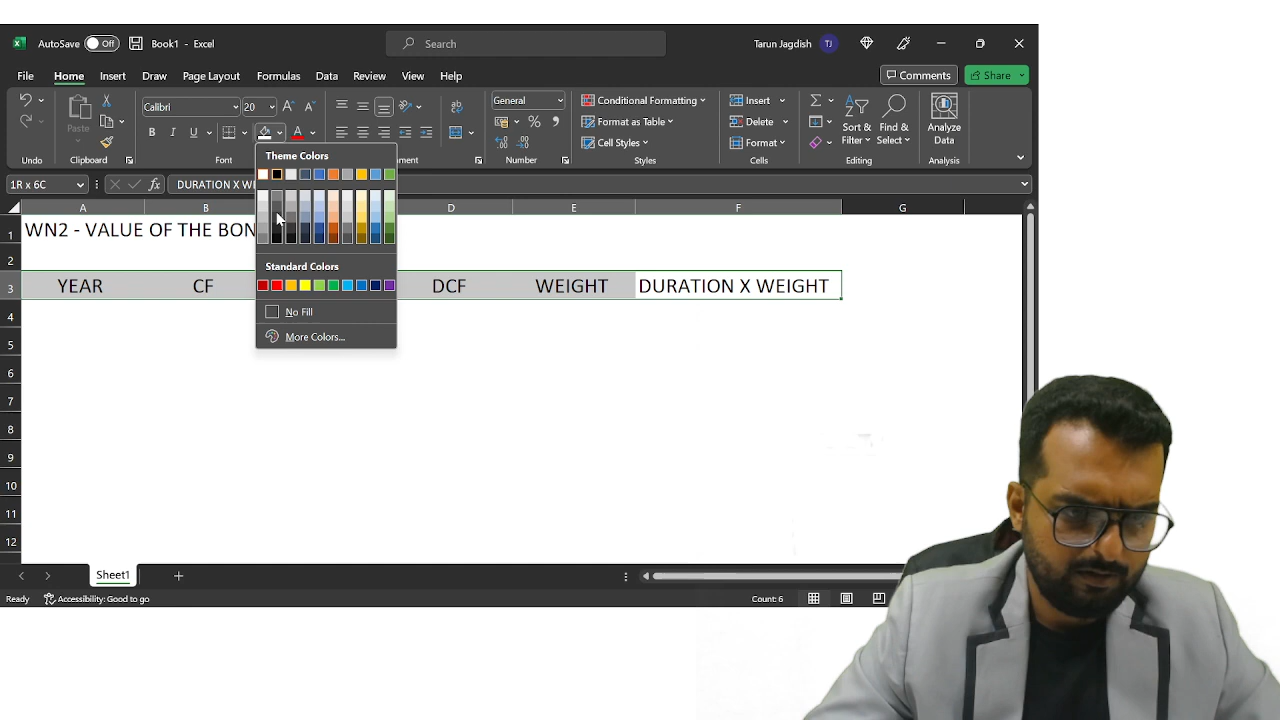 AutoSave Off Book1 - Excel Search Tarun Jagdish TJ
File Home Insert Draw Page Layout Formulas Data Review View Help Comments Share
Calibri 20 General Conditional Formatting Insert
Paste Format as Table Delete Sort & Find & Analyze
B I U A Cell Styles Format Filter Select Data
Undo Clipboard Font Number Styles Cells Editing Analysis
Theme Colors
1R x 6C fx DURATION X WE
A B D E F G
1 WN2 - VALUE OF THE BON
2
3 YEAR CF DCF WEIGHT DURATION X WEIGHT
Standard Colors
No Fill
More Colors...
4
5
6
7
8
9
10
11
12
Sheet1
Ready Accessibility: Good to go Count: 6